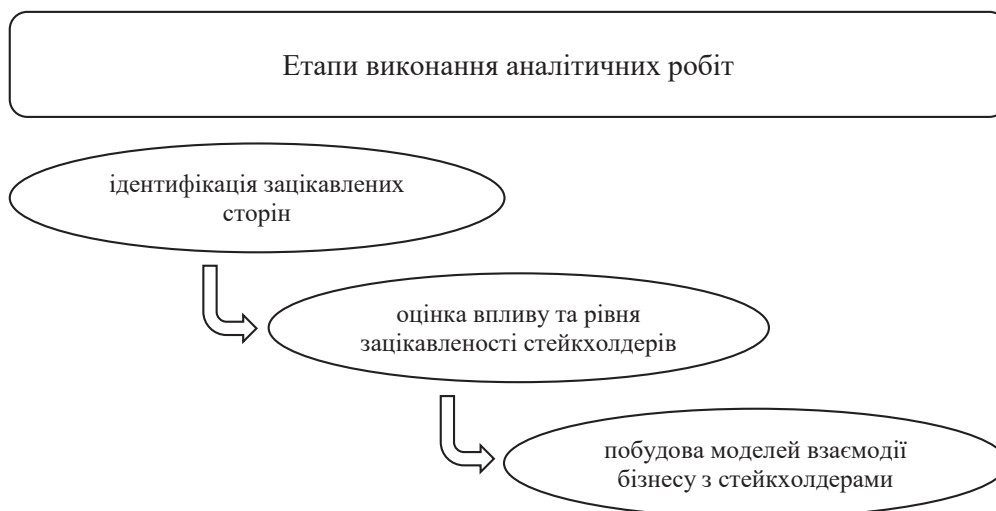 Етапи виконання аналітичних робіт
ідентифікація зацікавлених
сторін
оцінка впливу та рівня
зацікавленості стейкхолдерів
побудова моделей взаємодії
бізнесу з стейкхолдерами